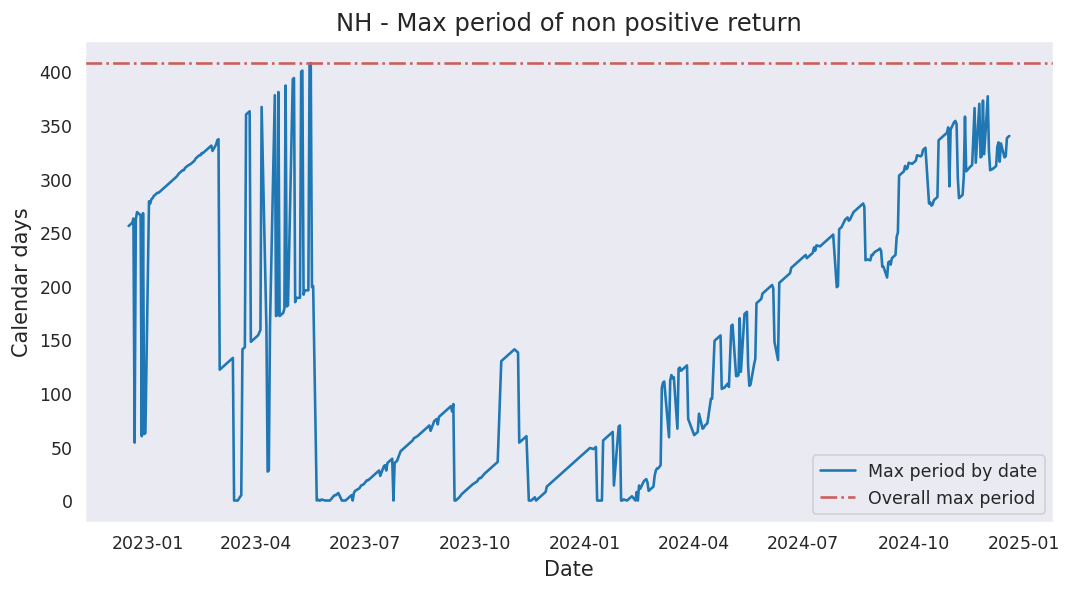 NH - Max period of non positive return
Calendar days
400
350
300
250
200
150
100
50
0
Max period by date
Overall max period
2023-01 2023-04 2023-07 2023-10 2024-01 2024-04 2024-07 2024-10 2025-01
Date